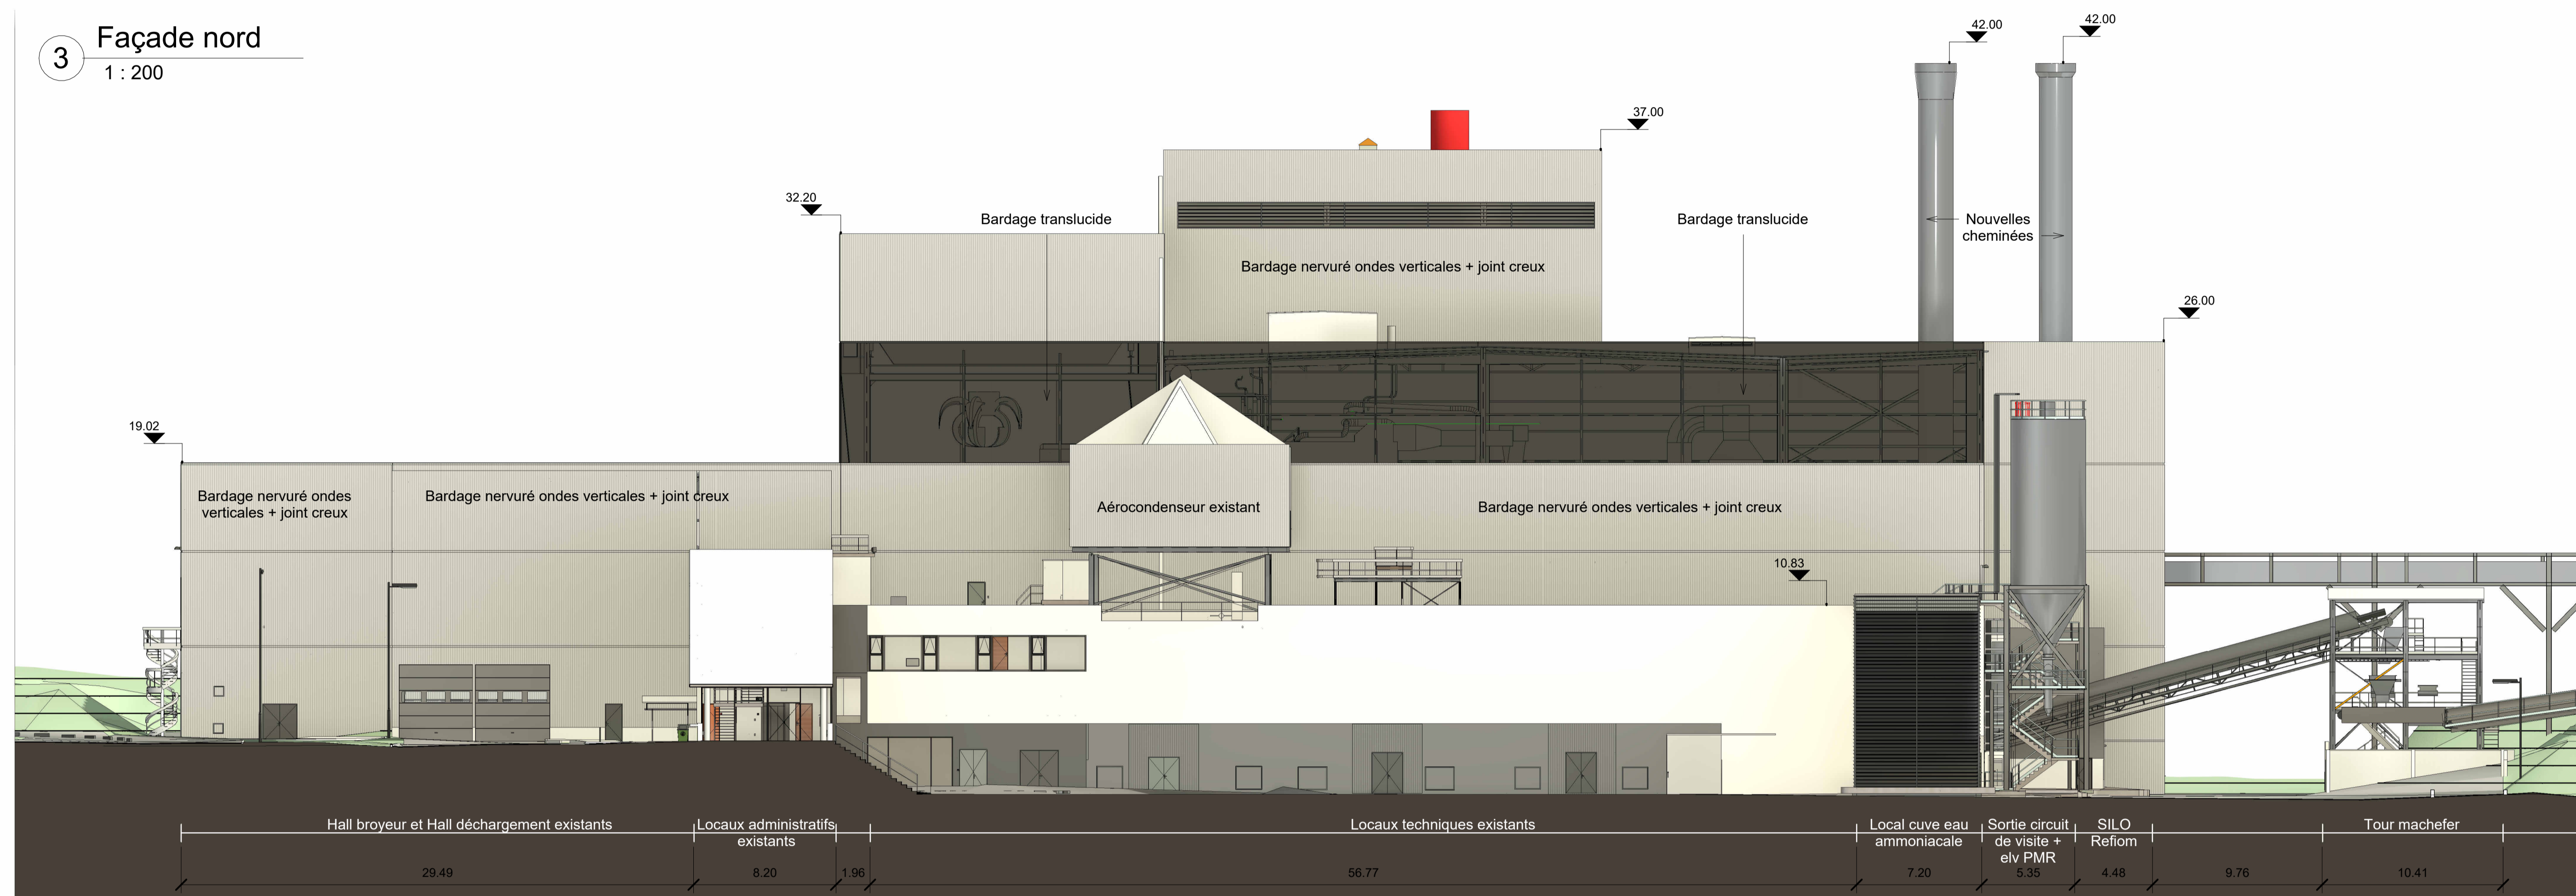 3
Façade nord
1 : 200
42.00
42.00
37.00
32.20
Bardage translucide
Bardage translucide
Nouvelles
cheminées
Bardage nervuré ondes verticales + joint creux
26.00
19.02
Bardage nervuré ondes
verticales + joint creux
Bardage nervuré ondes verticales + joint creux
Aérocondenseur existant
Bardage nervuré ondes verticales + joint creux
10.83
Hall broyeur et Hall déchargement existants
Locaux administratifs
existants
Locaux techniques existants
Local cuve eau
ammoniacale
Sortie circuit
de visite +
elv PMR
SILO
Refiom
Tour machefer
29.49
8.20
1.96
56.77
7.20
5.35
4.48
9.76
10.41